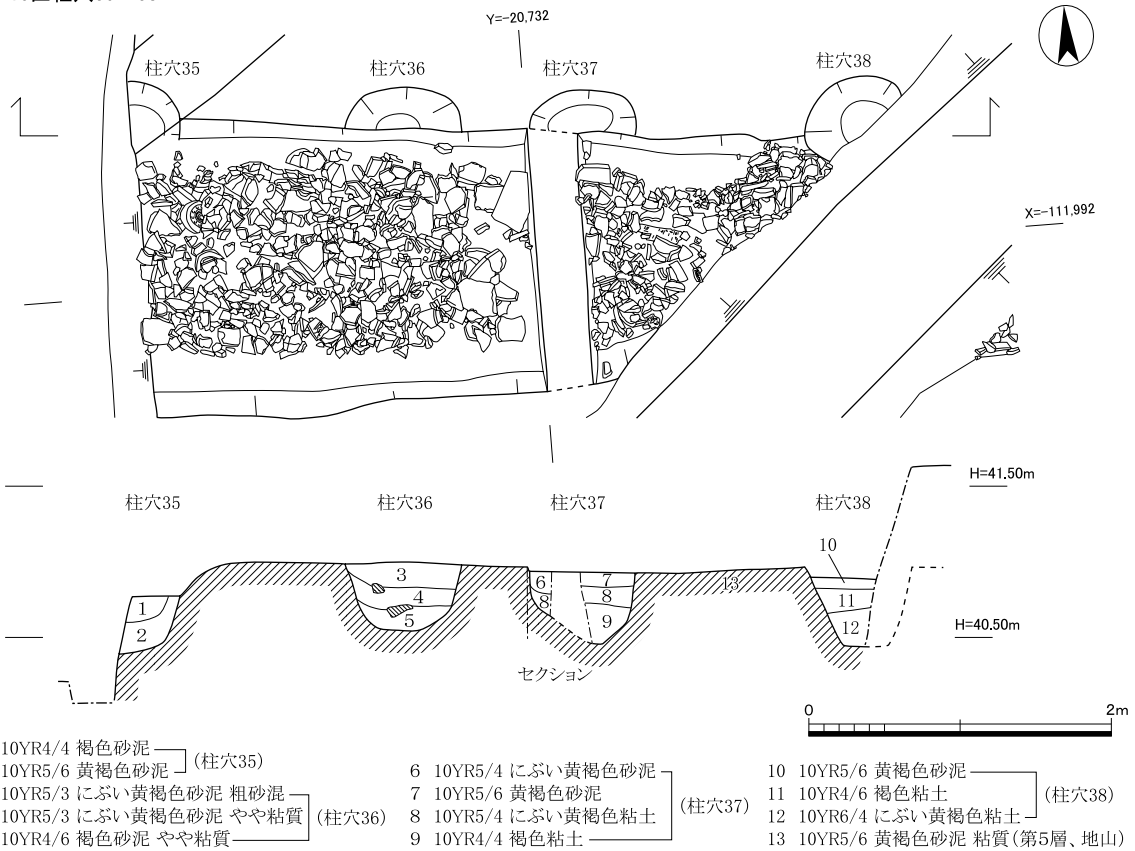 Y=-20,732
柱穴35
柱穴36
柱穴37
柱穴38
X=-111,992
H=41.50m
柱穴35
柱穴36
柱穴37
柱穴38
10
3
6
7
13
4
8
8
11
1
5
9
12
2
H=40.50m
セクション
0
2m
10YR4/4 褐色砂泥
10YR5/6 黄褐色砂泥
(柱穴35)
10YR5/3 にぶい黄褐色砂泥 粗砂混
10YR5/3 にぶい黄褐色砂泥 やや粘質
10YR4/6 褐色砂泥 やや粘質
(柱穴36)
6 10YR5/4 にぶい黄褐色砂泥
7 10YR5/6 黄褐色砂泥
8 10YR5/4 にぶい黄褐色粘土
9 10YR4/4 褐色粘土
(柱穴37)
10 10YR5/6 黄褐色砂泥
11 10YR4/6 褐色粘土
12 10YR6/4 にぶい黄褐色粘土
(柱穴38)
13 10YR5/6 黄褐色砂泥 粘質(第5層、地山)